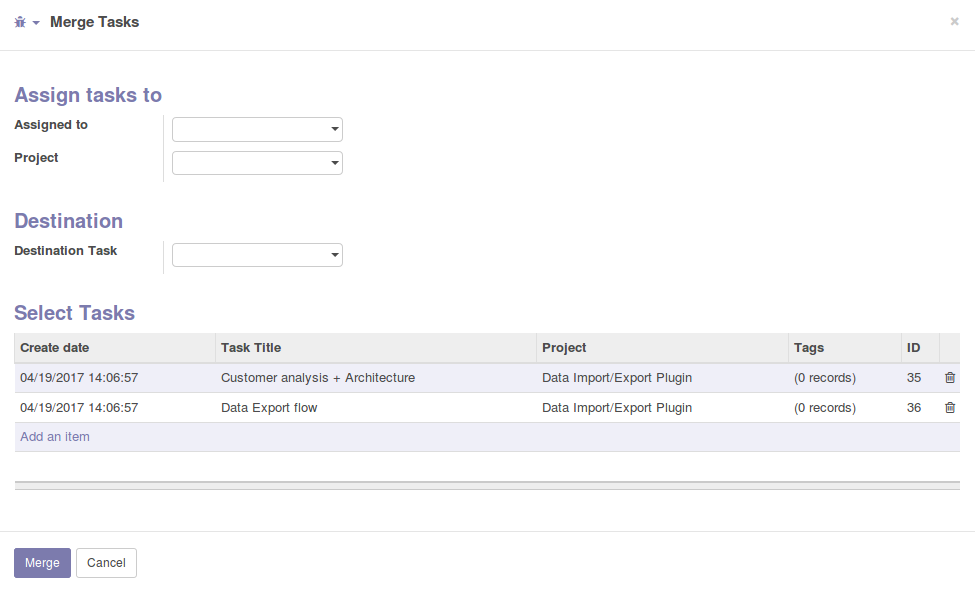 Merge Tasks ×
Assign tasks to
Assigned to
Project
Destination
Destination Task
Select Tasks
Create date Task Title Project Tags ID
04/19/2017 14:06:57 Customer analysis + Architecture Data Import/Export Plugin (0 records) 35
04/19/2017 14:06:57 Data Export flow Data Import/Export Plugin (0 records) 36
Add an item
Merge Cancel